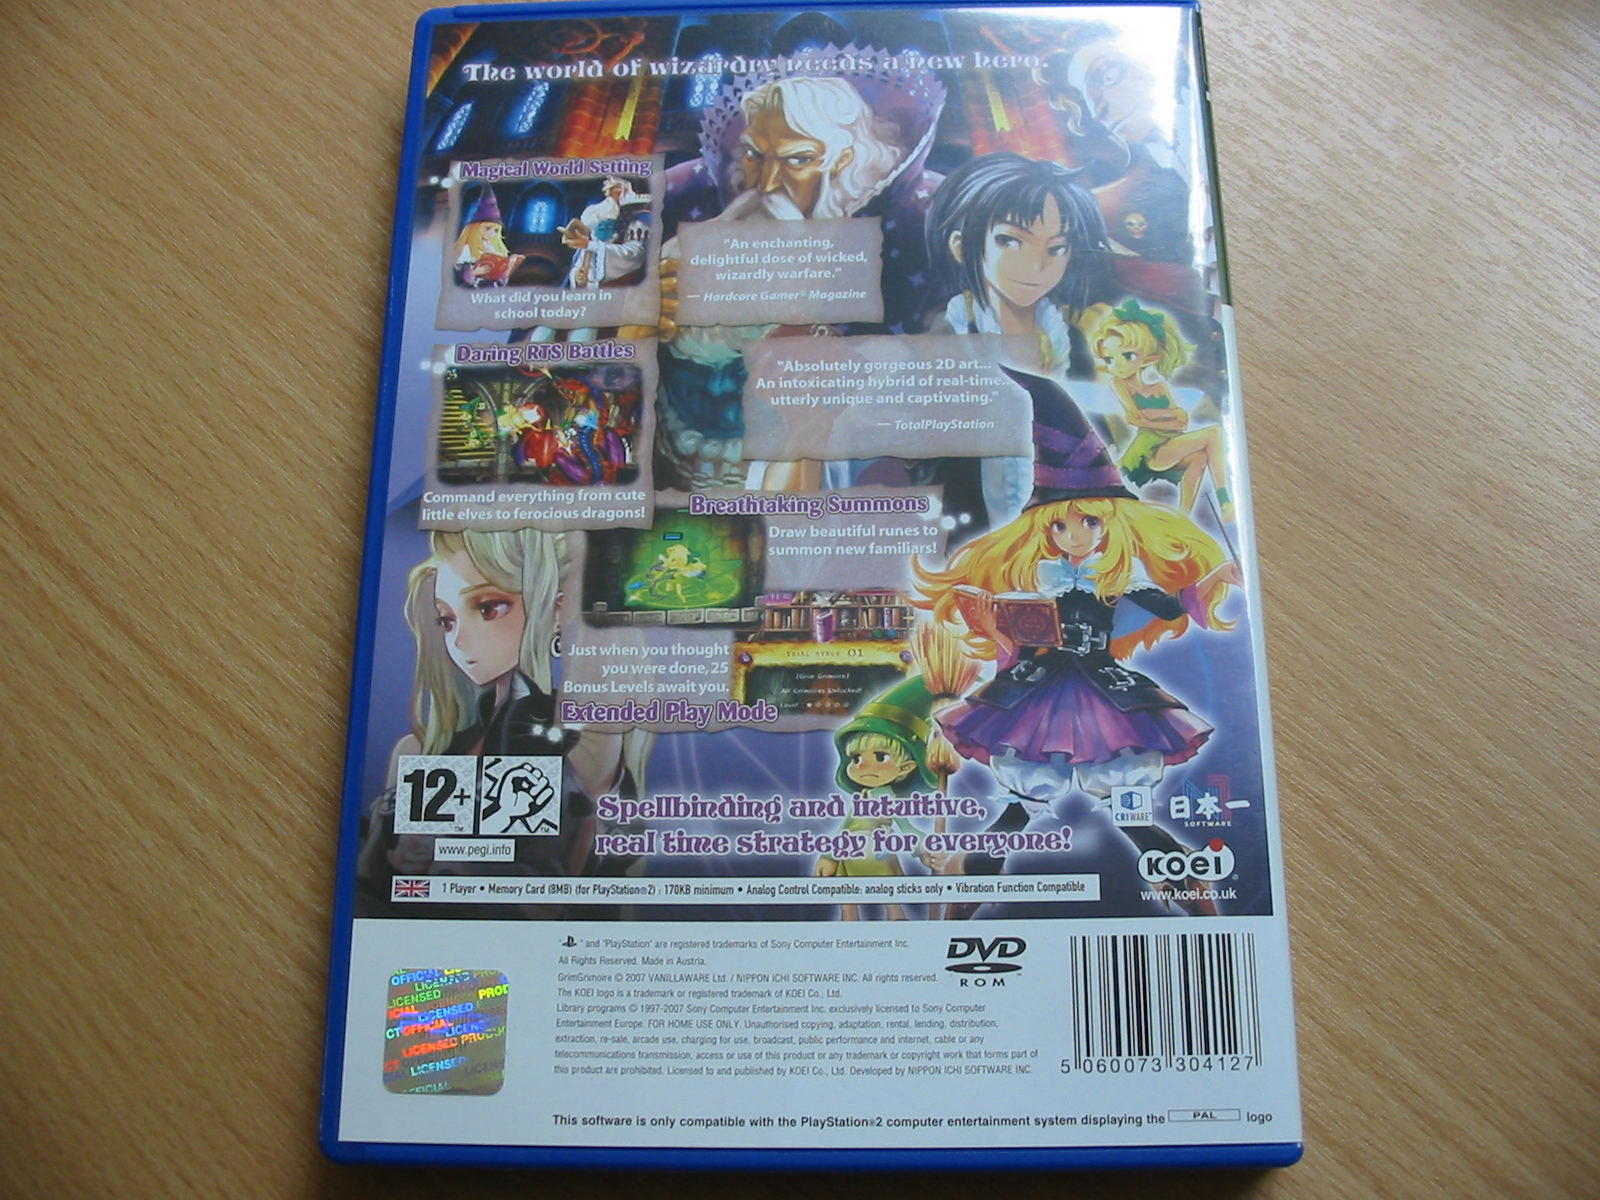 The world of wizardry needs a new hero.
Magical World Setting
What did you learn in
school today?
"An enchanting,
delightful dose of wicked,
wizardly warfare."
— Hardcore Gamer® Magazine
Daring RTS Battles
Command everything from cute
little elves to ferocious dragons!
"Absolutely gorgeous 2D art...
An intoxicating hybrid of real-time...
utterly unique and captivating."
— TotalPlayStation
Breathtaking Summons
Draw beautiful runes to
summon new familiars!
Just when you thought
you were done, 25
Bonus Levels await you.
Extended Play Mode
TRIAL STAGE 01
[Grim Grimoire]
All Grimoires Unlocked!
Level
12+
www.pegi.info
Spellbinding and intuitive,
real time strategy for everyone!
CRIWARE™
日本一
SOFTWARE
KOEI
www.koei.co.uk
1 Player • Memory Card (8MB) (for PlayStation®2) : 170KB minimum • Analog Control Compatible: analog sticks only • Vibration Function Compatible
" " and "PlayStation" are registered trademarks of Sony Computer Entertainment Inc.
All Rights Reserved. Made in Austria.
GrimGrimoire © 2007 VANILLAWARE Ltd. / NIPPON ICHI SOFTWARE INC. All rights reserved.
The KOEI logo is a trademark or registered trademark of KOEI Co., Ltd.
Library programs © 1997-2007 Sony Computer Entertainment Inc. exclusively licensed to Sony Computer
Entertainment Europe. FOR HOME USE ONLY. Unauthorised copying, adaptation, rental, lending, distribution,
extraction, re-sale, arcade use, charging for use, broadcast, public performance and internet, cable or any
telecommunications transmission, access or use of this product or any trademark or copyright work that forms part of
this product are prohibited. Licensed to and published by KOEI Co., Ltd, Developed by NIPPON ICHI SOFTWARE INC.
DVD
ROM
5 060073 304127
OFFICIAL
LICENSED
LICENSED
OFFICIAL
LICENSED PRODUCT
LICENSED
OFFICIAL
This software is only compatible with the PlayStation®2 computer entertainment system displaying the PAL logo